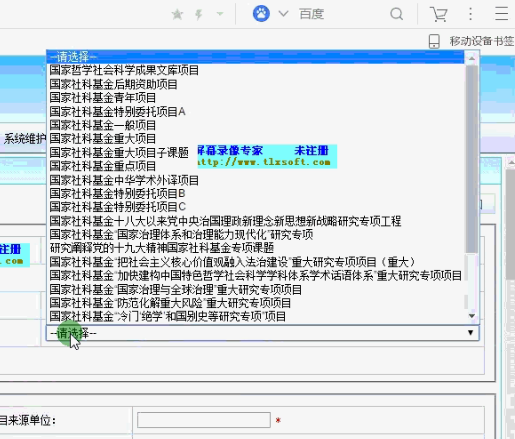 百度
移动设备书签
--请选择--
国家哲学社会科学成果文库项目
国家社科基金后期资助项目
国家社科基金青年项目
国家社科基金特别委托项目A
国家社科基金一般项目
系统维护
国家社科基金重大项目
国家社科基金重大项目子课题
屏幕录像专家 未注册
国家社科基金重点项目
http://www.tlxsoft.com
国家社科基金中华学术外译项目
国家社科基金特别委托项目B
国家社科基金特别委托项目C
国家社科基金十八大以来党中央治国理政新理念新思想新战略研究专项工程
国家社科基金“国家治理体系和治理能力现代化”研究专项
研究阐释党的十九大精神国家社科基金专项课题
注册
国家社科基金“把社会主义核心价值观融入法治建设”重大研究专项项目（重大）
.com
国家社科基金“加快建构中国特色哲学社会科学学科体系学术话语体系”重大研究专项项目
国家社科基金“国家治理与全球治理”重大研究专项项目
国家社科基金“防范化解重大风险”重大研究专项项目
国家社科基金“冷门‘绝学’和国别史等研究专项”项目
--请选择--
目来源单位:
*